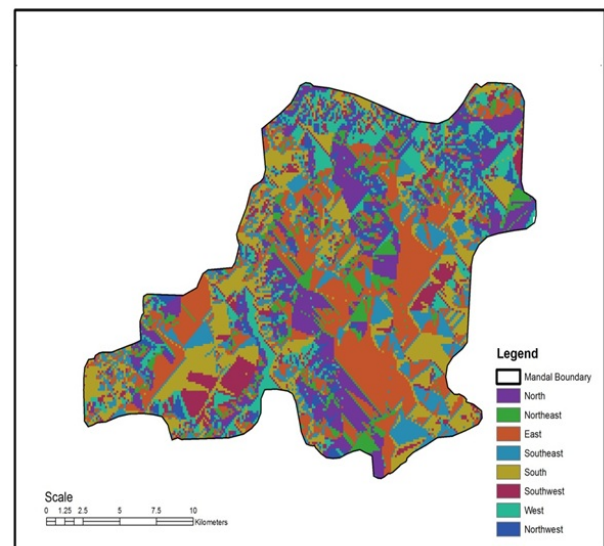 Legend
Mandal Boundary
North
Northeast
East
Southeast
South
Southwest
West
Northwest
Scale
0 1.25 2.5 5 7.5 10
Kilometers